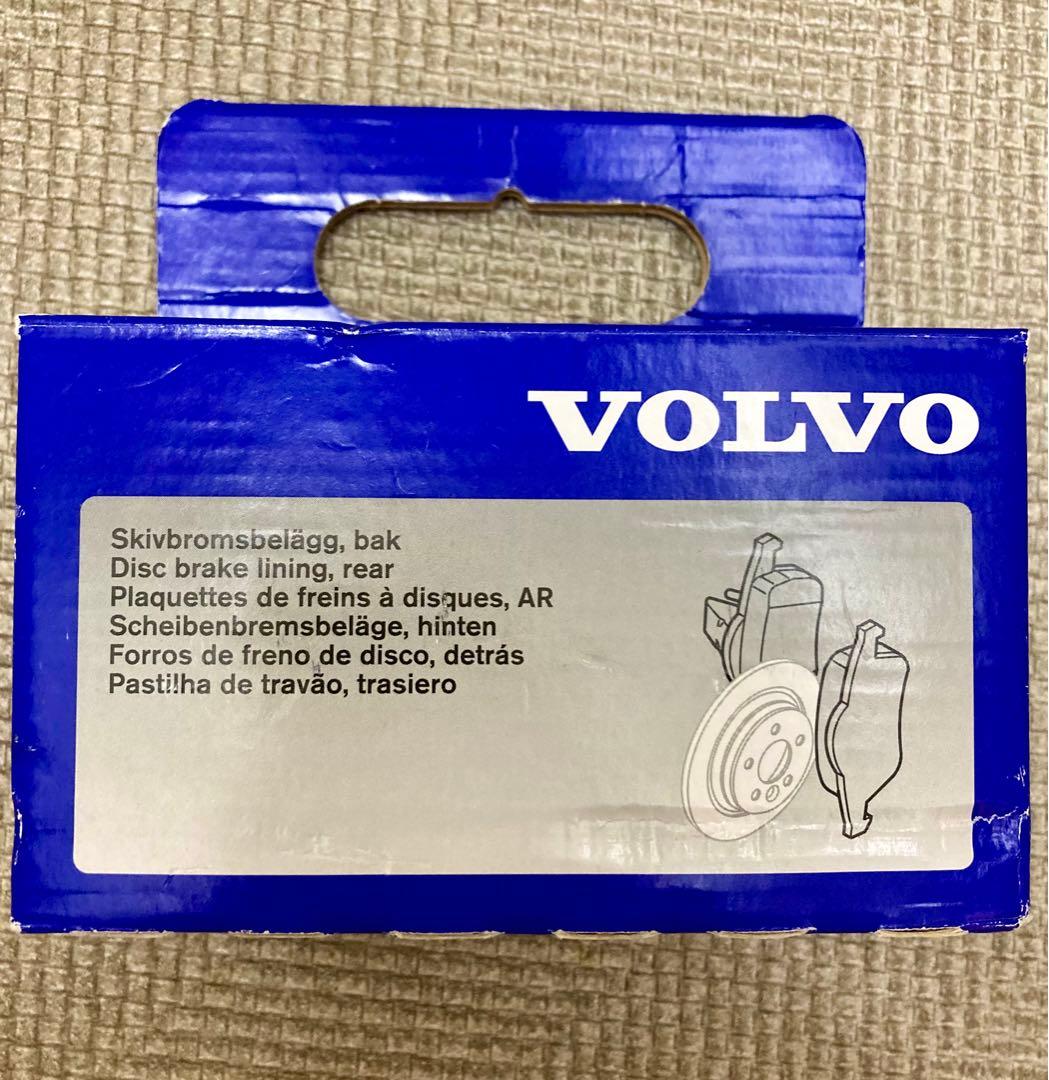 VOLVO
Skivbromsbelägg, bak
Disc brake lining, rear
Plaquettes de freins à disques, AR
Scheibenbremsbeläge, hinten
Forros de freno de disco, detrás
Pastilha de travão, trasiero